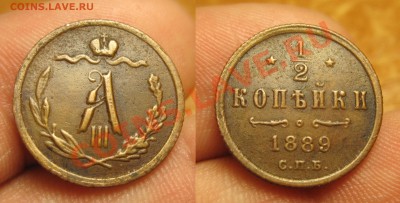 COINS.LAVE.RU
А
III
1/2
КОПѢЙКИ
1889
С.П.Б.
COINS.LAVE.RU